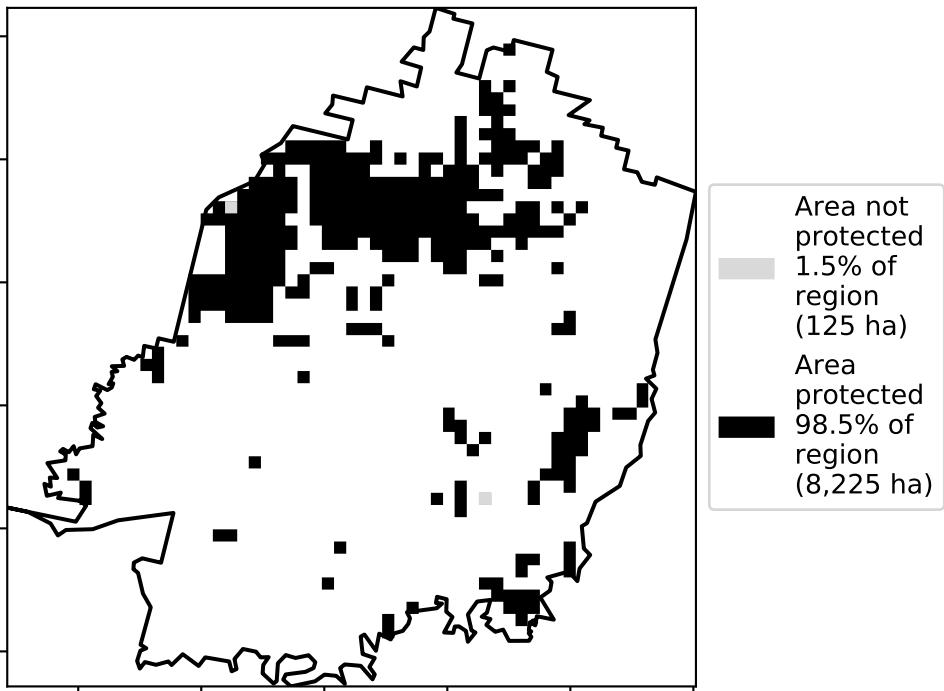 Area not
protected
1.5% of
region
(125 ha)
Area
protected
98.5% of
region
(8,225 ha)